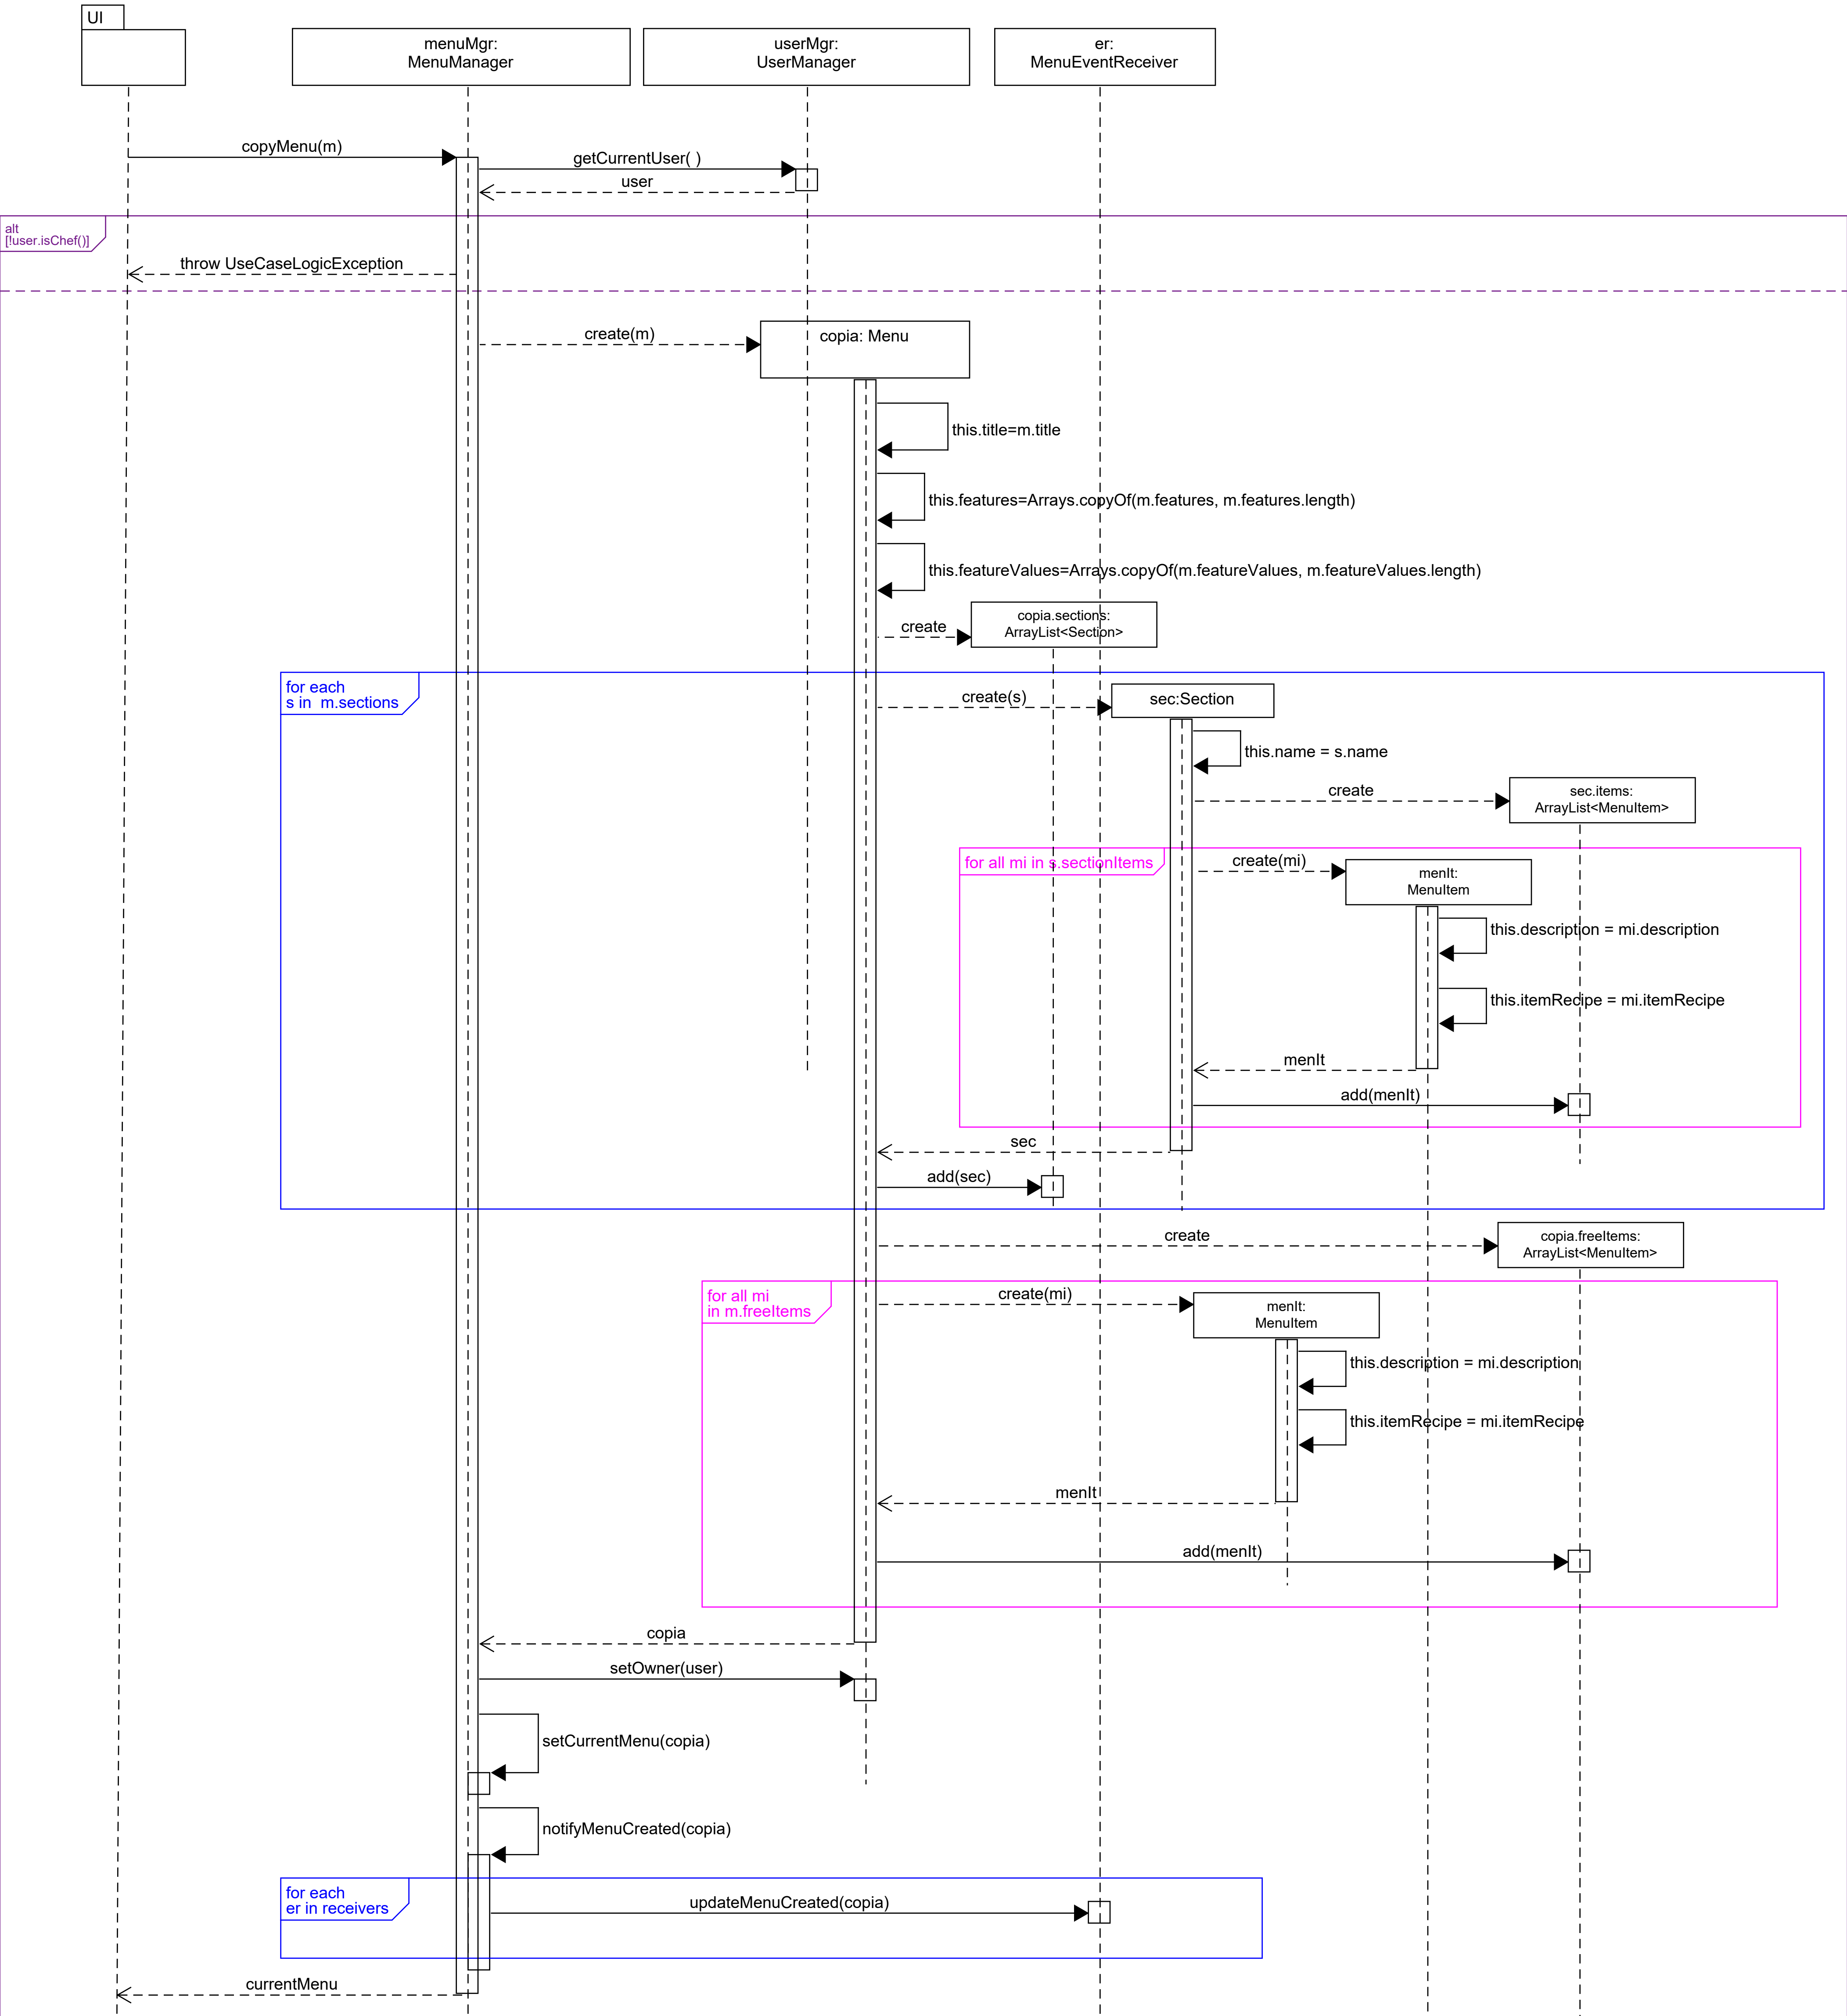 UI
menuMgr:
MenuManager
userMgr:
UserManager
er:
MenuEventReceiver
copyMenu(m)
getCurrentUser( )
user
alt
[!user.isChef()]
throw UseCaseLogicException
create(m)
copia: Menu
this.title=m.title
this.features=Arrays.copyOf(m.features, m.features.length)
this.featureValues=Arrays.copyOf(m.featureValues, m.featureValues.length)
create
copia.sections:
ArrayList<Section>
for each
s in  m.sections
create(s)
sec:Section
this.name = s.name
create
sec.items:
ArrayList<MenuItem>
for all mi in s.sectionItems
create(mi)
menIt:
MenuItem
this.description = mi.description
this.itemRecipe = mi.itemRecipe
menIt
add(menIt)
sec
add(sec)
create
copia.freeItems:
ArrayList<MenuItem>
for all mi
in m.freeItems
create(mi)
menIt:
MenuItem
this.description = mi.description
this.itemRecipe = mi.itemRecipe
menIt
add(menIt)
copia
setOwner(user)
setCurrentMenu(copia)
notifyMenuCreated(copia)
for each
er in receivers
updateMenuCreated(copia)
currentMenu